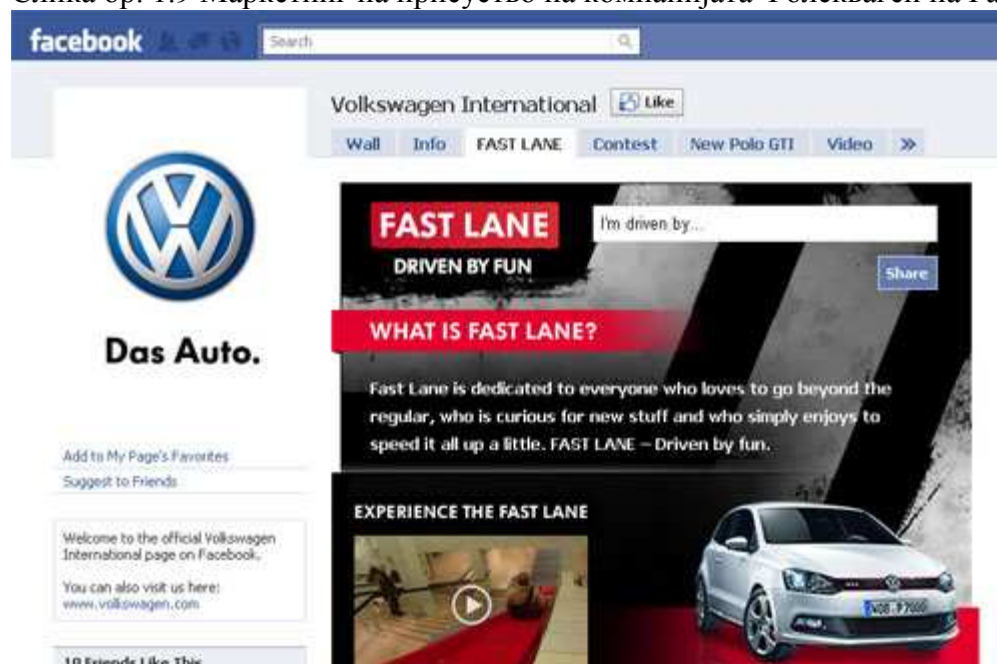 facebook
Search
Volkswagen International Like
Wall Info FAST LANE Contest New Polo GTI Video »
FAST LANE
DRIVEN BY FUN
I'm driven by...
Share
WHAT IS FAST LANE?
Fast Lane is dedicated to everyone who loves to go beyond the
regular, who is curious for new stuff and who simply enjoys to
speed it all up a little. FAST LANE – Driven by fun.
EXPERIENCE THE FAST LANE
Das Auto.
Add to My Page's Favorites
Suggest to Friends
Welcome to the official Volkswagen
International page on Facebook.
You can also visit us here:
www.volkswagen.com
Friends Like This